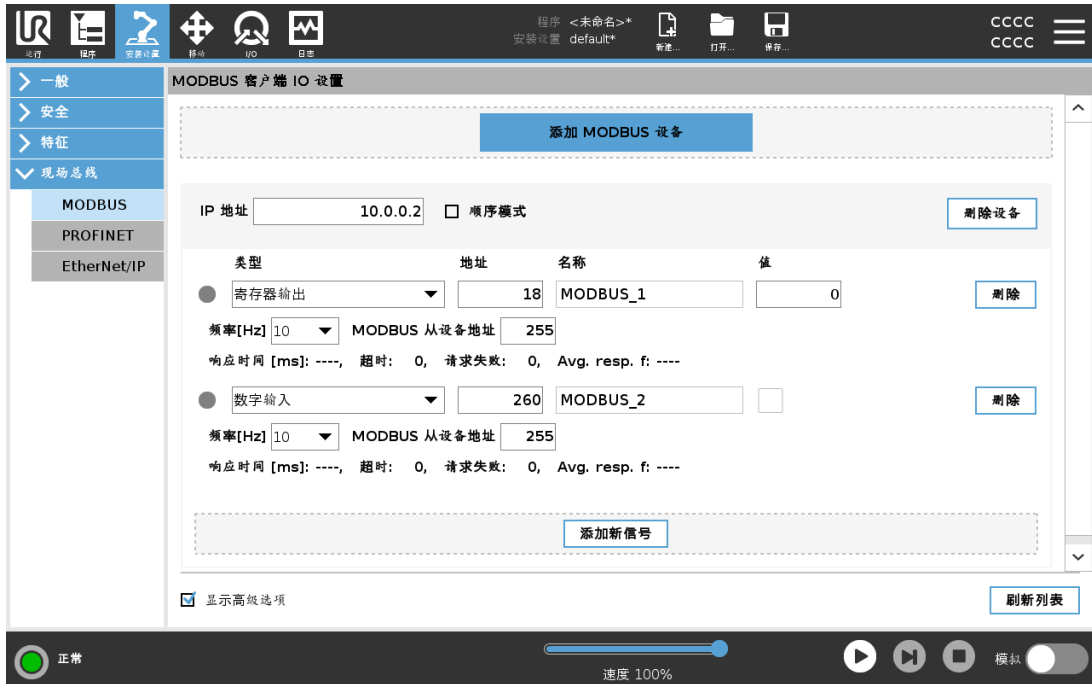 UR
程序 <未命名>*
安装设置 default*
CCCC
CCCC
运行 程序 安装设置 移动 I/O 日志 新建... 打开... 保存...
一般
安全
特征
现场总线
MODBUS
PROFINET
EtherNet/IP
MODBUS 客户端 IO 设置
添加 MODBUS 设备
IP 地址 10.0.0.2 顺序模式 删除设备
类型 地址 名称 值
寄存器输出 18 MODBUS_1 0 删除
频率[Hz] 10 MODBUS 从设备地址 255
响应时间 [ms]: ----, 超时: 0, 请求失败: 0, Avg. resp. f: ----
数字输入 260 MODBUS_2 删除
频率[Hz] 10 MODBUS 从设备地址 255
响应时间 [ms]: ----, 超时: 0, 请求失败: 0, Avg. resp. f: ----
添加新信号
显示高级选项 刷新列表
正常 速度 100% 模拟